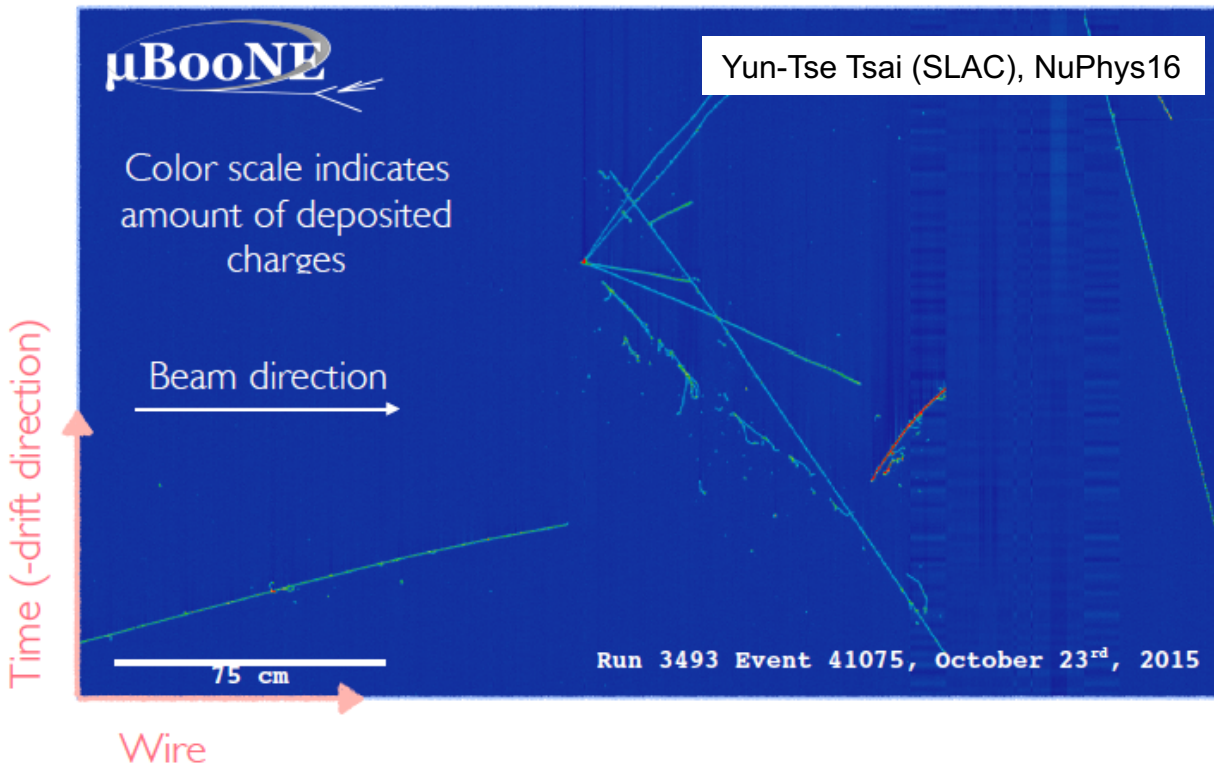 µBooNE
Yun-Tse Tsai (SLAC), NuPhys16
Color scale indicates
amount of deposited
charges
Beam direction
Time (-drift direction)
75 cm
Run 3493 Event 41075, October 23rd, 2015
Wire